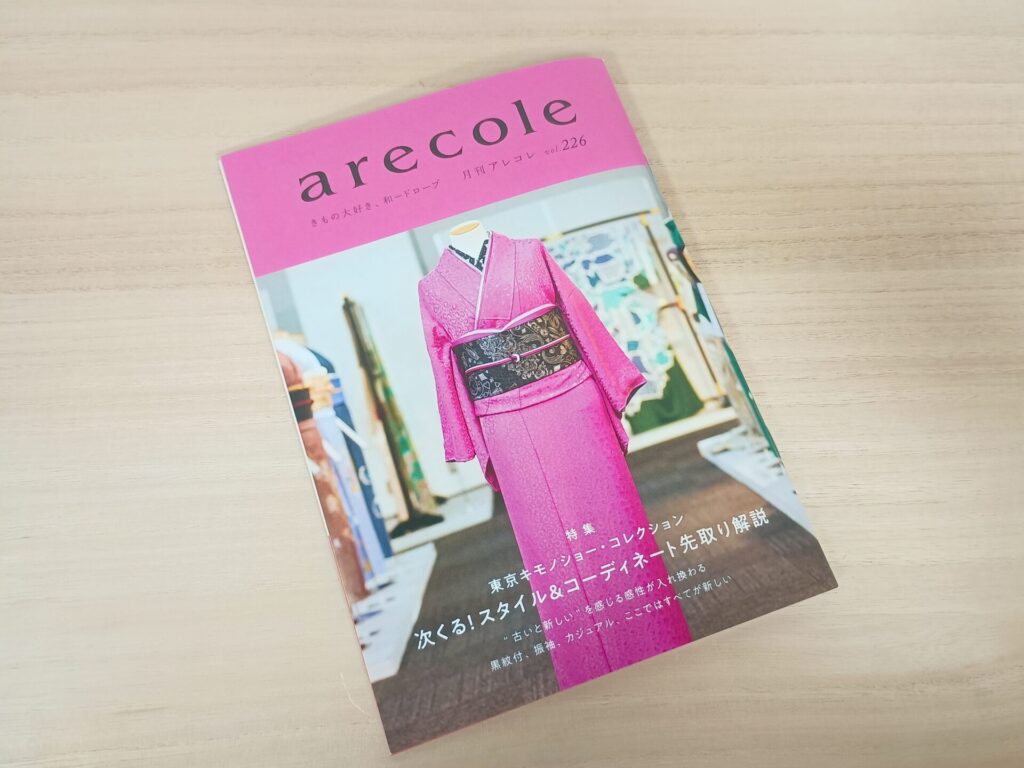 arecole
きもの大好き、和ードローブ 月刊アレコレ vol.226
特集
東京キモノショー・コレクション
次くる!スタイル&コーディネート先取り解説
"古いと新しい"を感じる感性が入れ換わる
黒紋付、振袖、カジュアル、ここではすべてが新しい